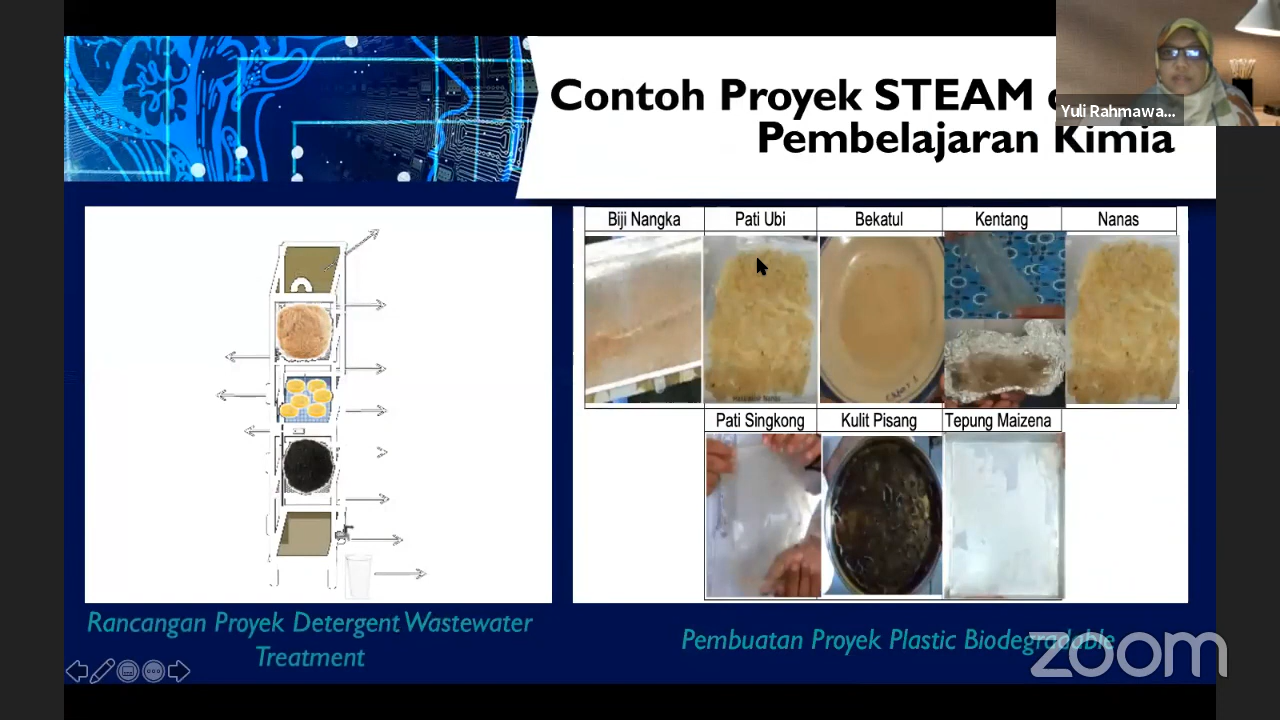 Contoh Proyek STEAM
Pembelajaran Kimia
Yuli Rahmawa...
Biji Nangka
Pati Ubi
Bekatul
Kentang
Nanas
Pati Singkong
Kulit Pisang
Tepung Maizena
Rancangan Proyek Detergent Wastewater
Treatment
Pembuatan Proyek Plastic Biodegradable
zoom